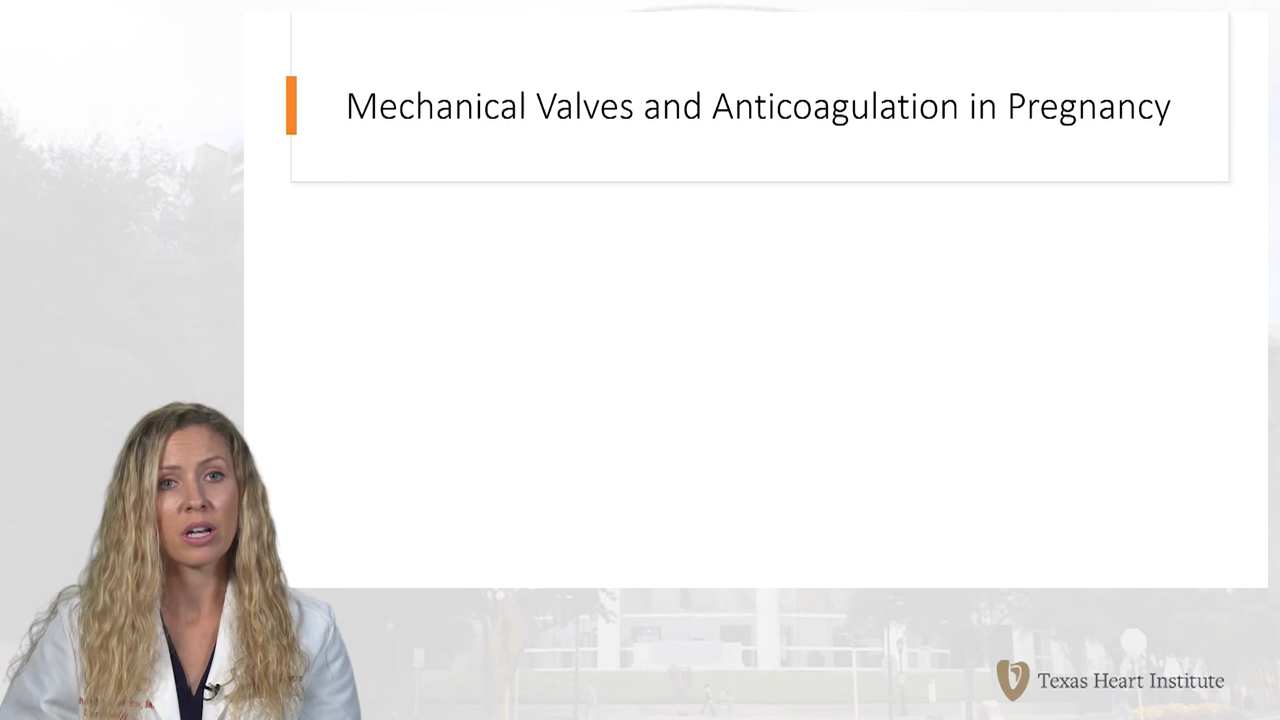 Mechanical Valves and Anticoagulation in Pregnancy
Texas Heart Institute